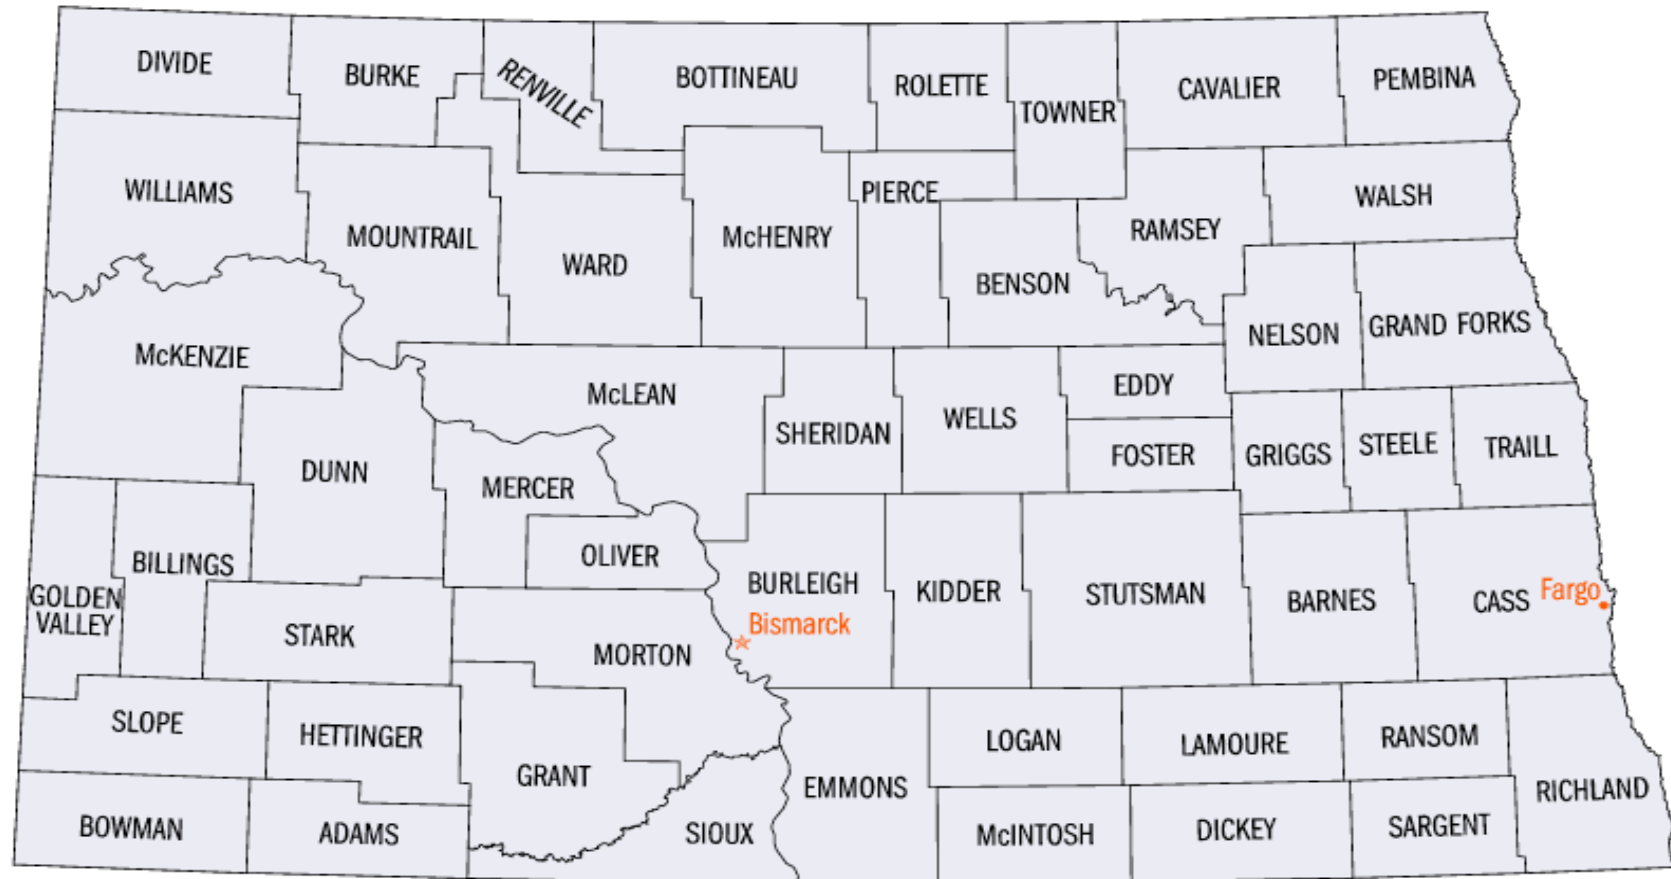 DIVIDE
BURKE
RENVILLE
BOTTINEAU
ROLETTE
TOWNER
CAVALIER
PEMBINA
WILLIAMS
MOUNTRAIL
WARD
McHENRY
PIERCE
BENSON
RAMSEY
WALSH
McKENZIE
McLEAN
SHERIDAN
WELLS
EDDY
FOSTER
NELSON
GRAND FORKS
DUNN
MERCER
OLIVER
GRIGGS
STEELE
TRAILL
GOLDEN
VALLEY
BILLINGS
STARK
MORTON
BURLEIGH
Bismarck
KIDDER
STUTSMAN
BARNES
CASS
Fargo
SLOPE
HETTINGER
GRANT
EMMONS
LOGAN
LAMOURE
RANSOM
RICHLAND
BOWMAN
ADAMS
SIOUX
McINTOSH
DICKEY
SARGENT